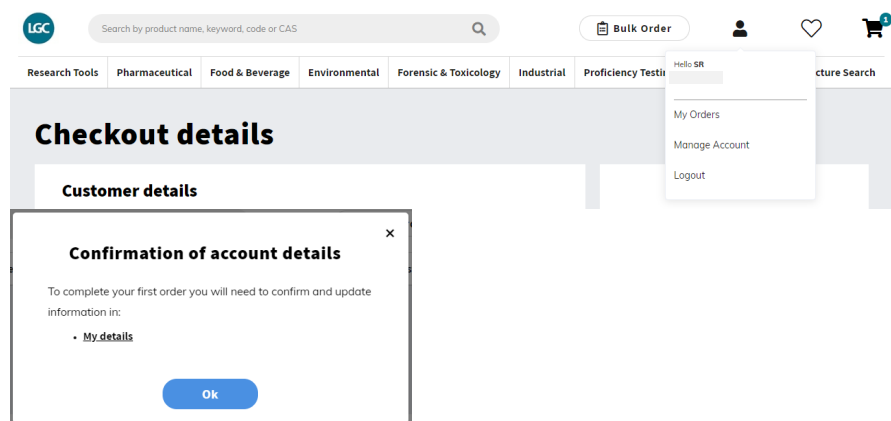 LGC
Search by product name, keyword, code or CAS
Bulk Order
1
Research Tools
Pharmaceutical
Food & Beverage
Environmental
Forensic & Toxicology
Industrial
Proficiency Testi
cture Search
Hello SR
My Orders
Manage Account
Logout
Checkout details
Customer details
×
Confirmation of account details
To complete your first order you will need to confirm and update
information in:
• My details
Ok